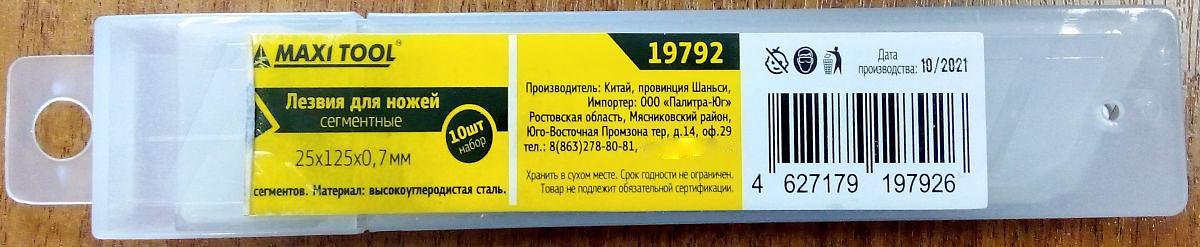 MAXI TOOL™
Лезвия для ножей
сегментные
10шт
набор
25x125x0,7мм
сегментов. Материал: высокоуглеродистая сталь.
19792
Производитель: Китай, провинция Шаньси,
Импортер: ООО «Палитра-Юг»
Ростовская область, Мясниковский район,
Юго-Восточная Промзона тер, д.14, оф.29
тел.: 8(863)278-80-81,
Хранить в сухом месте. Срок годности не ограничен.
Товар не подлежит обязательной сертификации.
Дата
производства: 10/2021
4 627179 197926